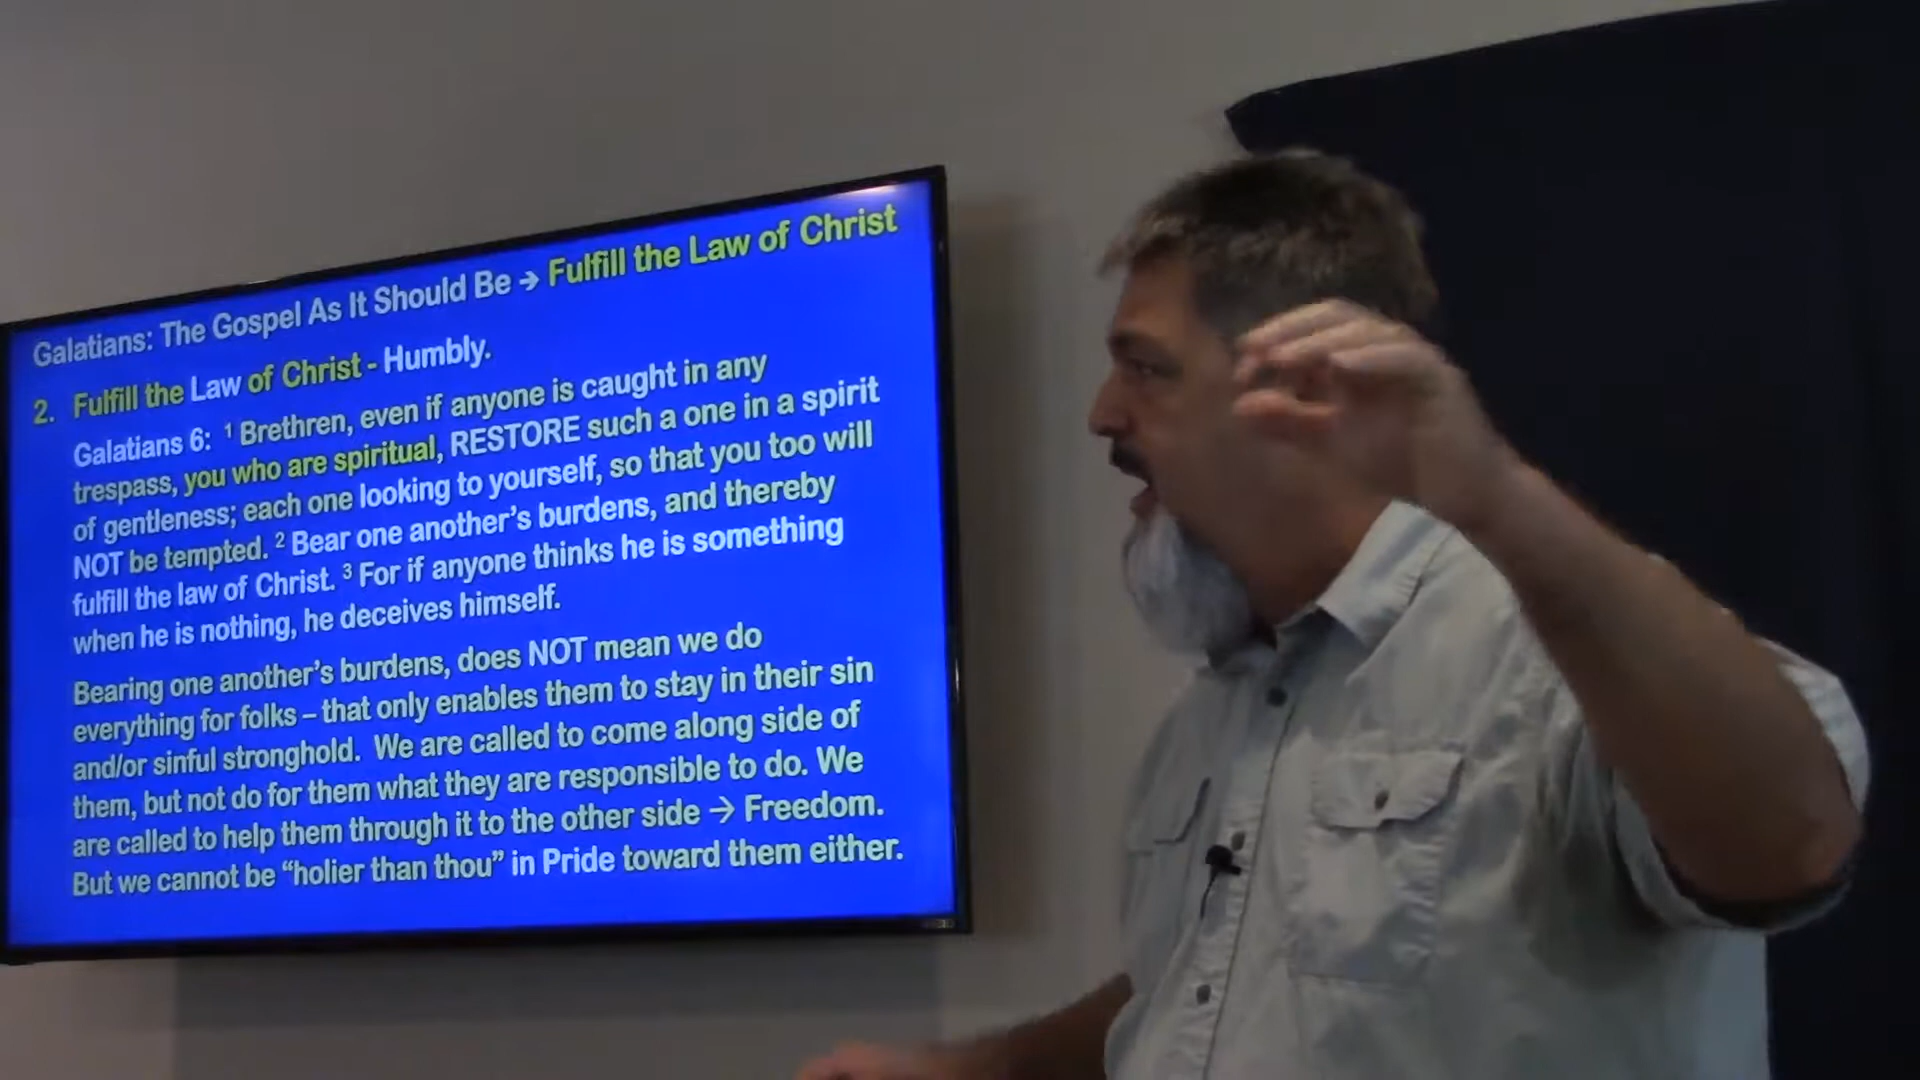 Galatians: The Gospel As It Should Be → Fulfill the Law of Christ
2. Fulfill the Law of Christ - Humbly.
Galatians 6: 1 Brethren, even if anyone is caught in any
trespass, you who are spiritual, RESTORE such a one in a spirit
of gentleness; each one looking to yourself, so that you too will
NOT be tempted. 2 Bear one another’s burdens, and thereby
fulfill the law of Christ. 3 For if anyone thinks he is something
when he is nothing, he deceives himself.
Bearing one another’s burdens, does NOT mean we do
everything for folks – that only enables them to stay in their sin
and/or sinful stronghold. We are called to come along side of
them, but not do for them what they are responsible to do. We
are called to help them through it to the other side → Freedom.
But we cannot be “holier than thou” in Pride toward them either.